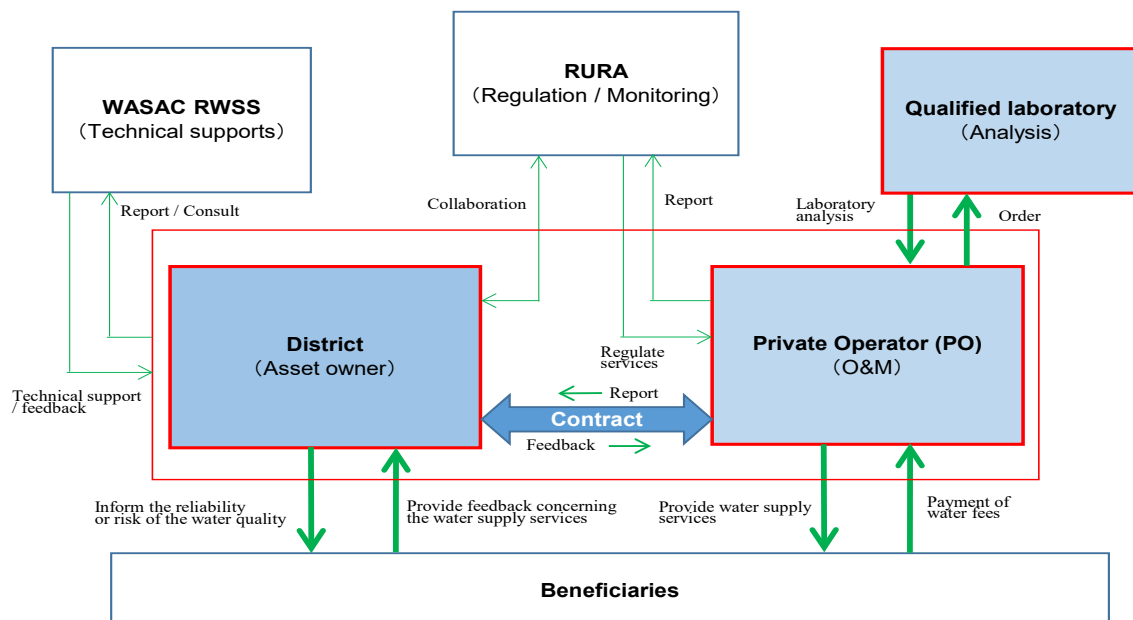 WASAC RWSS
（Technical supports）
RURA
（Regulation / Monitoring）
Qualified laboratory
（Analysis）
Report / Consult
Collaboration
Report
Laboratory
analysis
Order
District
（Asset owner）
Private Operator (PO)
（O&M）
Regulate
services
Technical support
/ feedback
Report
Contract
Feedback
Inform the reliability
or risk of the water quality
Provide feedback concerning
the water supply services
Provide water supply
services
Payment of
water fees
Beneficiaries